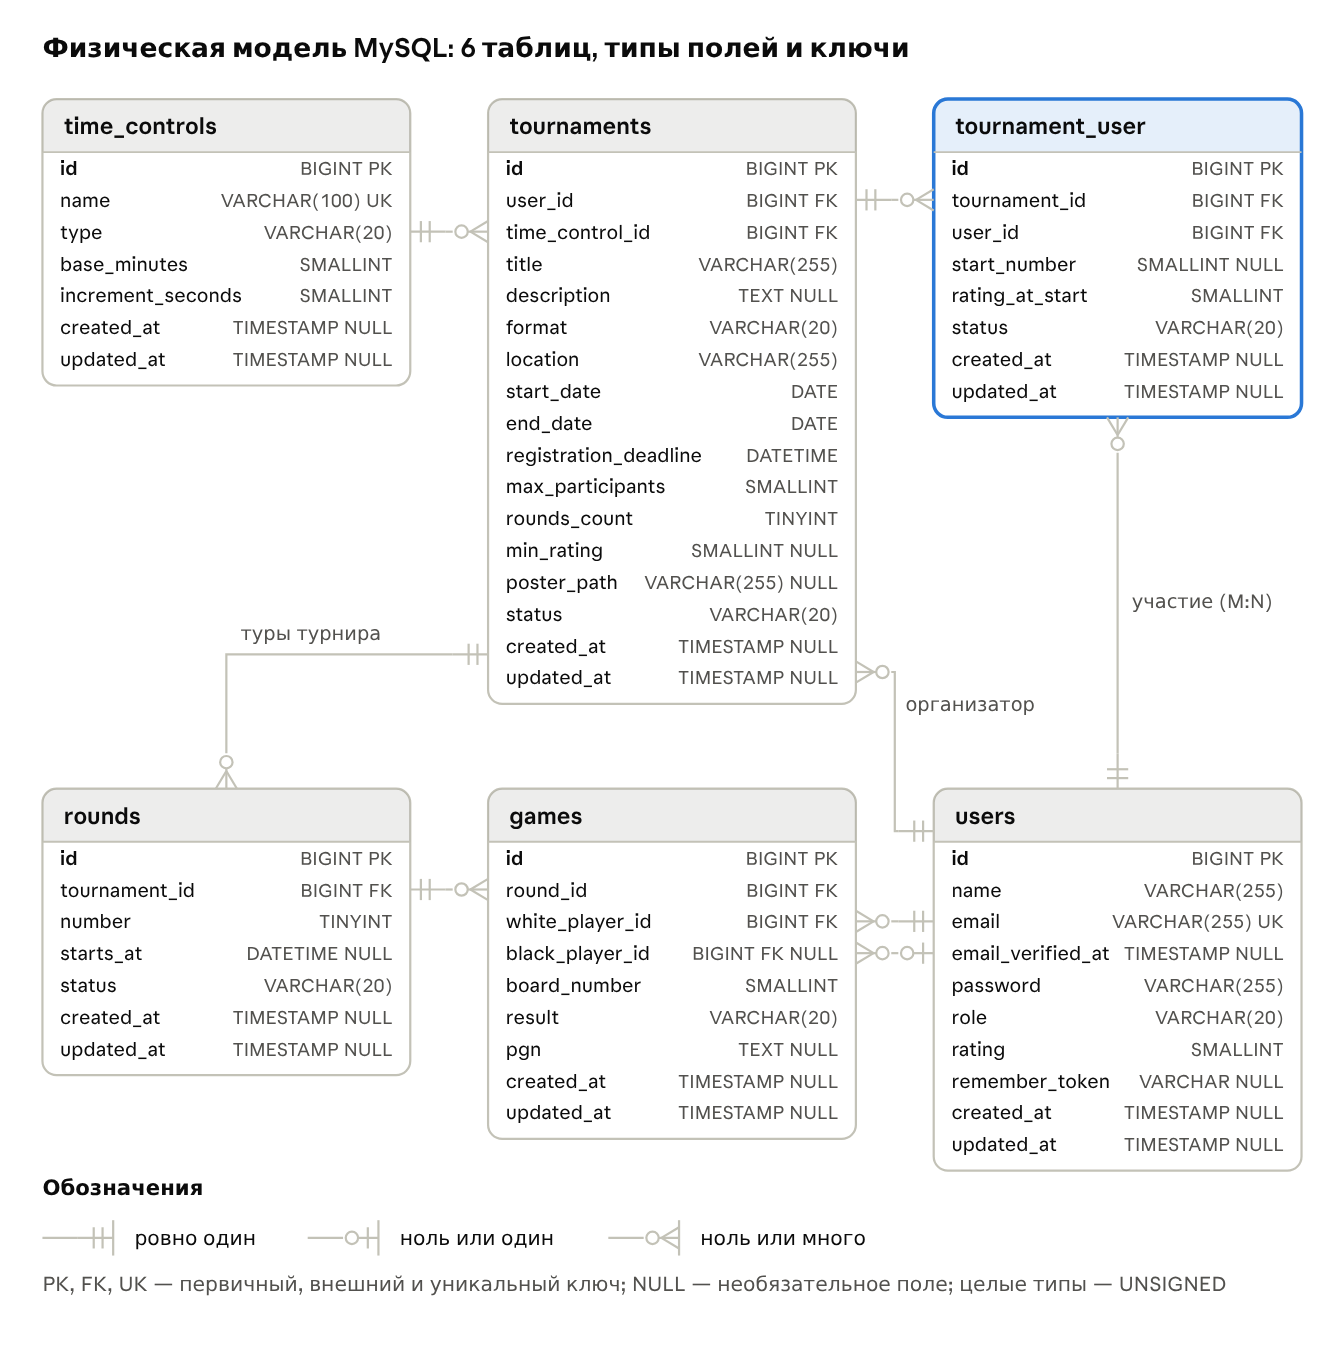 Физическая модель MySQL: 6 таблиц, типы полей и ключи
time_controls
id BIGINT PK
name VARCHAR(100) UK
type VARCHAR(20)
base_minutes SMALLINT
increment_seconds SMALLINT
created_at TIMESTAMP NULL
updated_at TIMESTAMP NULL
tournaments
id BIGINT PK
user_id BIGINT FK
time_control_id BIGINT FK
title VARCHAR(255)
description TEXT NULL
format VARCHAR(20)
location VARCHAR(255)
start_date DATE
end_date DATE
registration_deadline DATETIME
max_participants SMALLINT
rounds_count TINYINT
min_rating SMALLINT NULL
poster_path VARCHAR(255) NULL
status VARCHAR(20)
created_at TIMESTAMP NULL
updated_at TIMESTAMP NULL
tournament_user
id BIGINT PK
tournament_id BIGINT FK
user_id BIGINT FK
start_number SMALLINT NULL
rating_at_start SMALLINT
status VARCHAR(20)
created_at TIMESTAMP NULL
updated_at TIMESTAMP NULL
участие (M:N)
туры турнира
организатор
rounds
id BIGINT PK
tournament_id BIGINT FK
number TINYINT
starts_at DATETIME NULL
status VARCHAR(20)
created_at TIMESTAMP NULL
updated_at TIMESTAMP NULL
games
id BIGINT PK
round_id BIGINT FK
white_player_id BIGINT FK
black_player_id BIGINT FK NULL
board_number SMALLINT
result VARCHAR(20)
pgn TEXT NULL
created_at TIMESTAMP NULL
updated_at TIMESTAMP NULL
users
id BIGINT PK
name VARCHAR(255)
email VARCHAR(255) UK
email_verified_at TIMESTAMP NULL
password VARCHAR(255)
role VARCHAR(20)
rating SMALLINT
remember_token VARCHAR NULL
created_at TIMESTAMP NULL
updated_at TIMESTAMP NULL
Обозначения
ровно один
ноль или один
ноль или много
PK, FK, UK — первичный, внешний и уникальный ключ; NULL — необязательное поле; целые типы — UNSIGNED